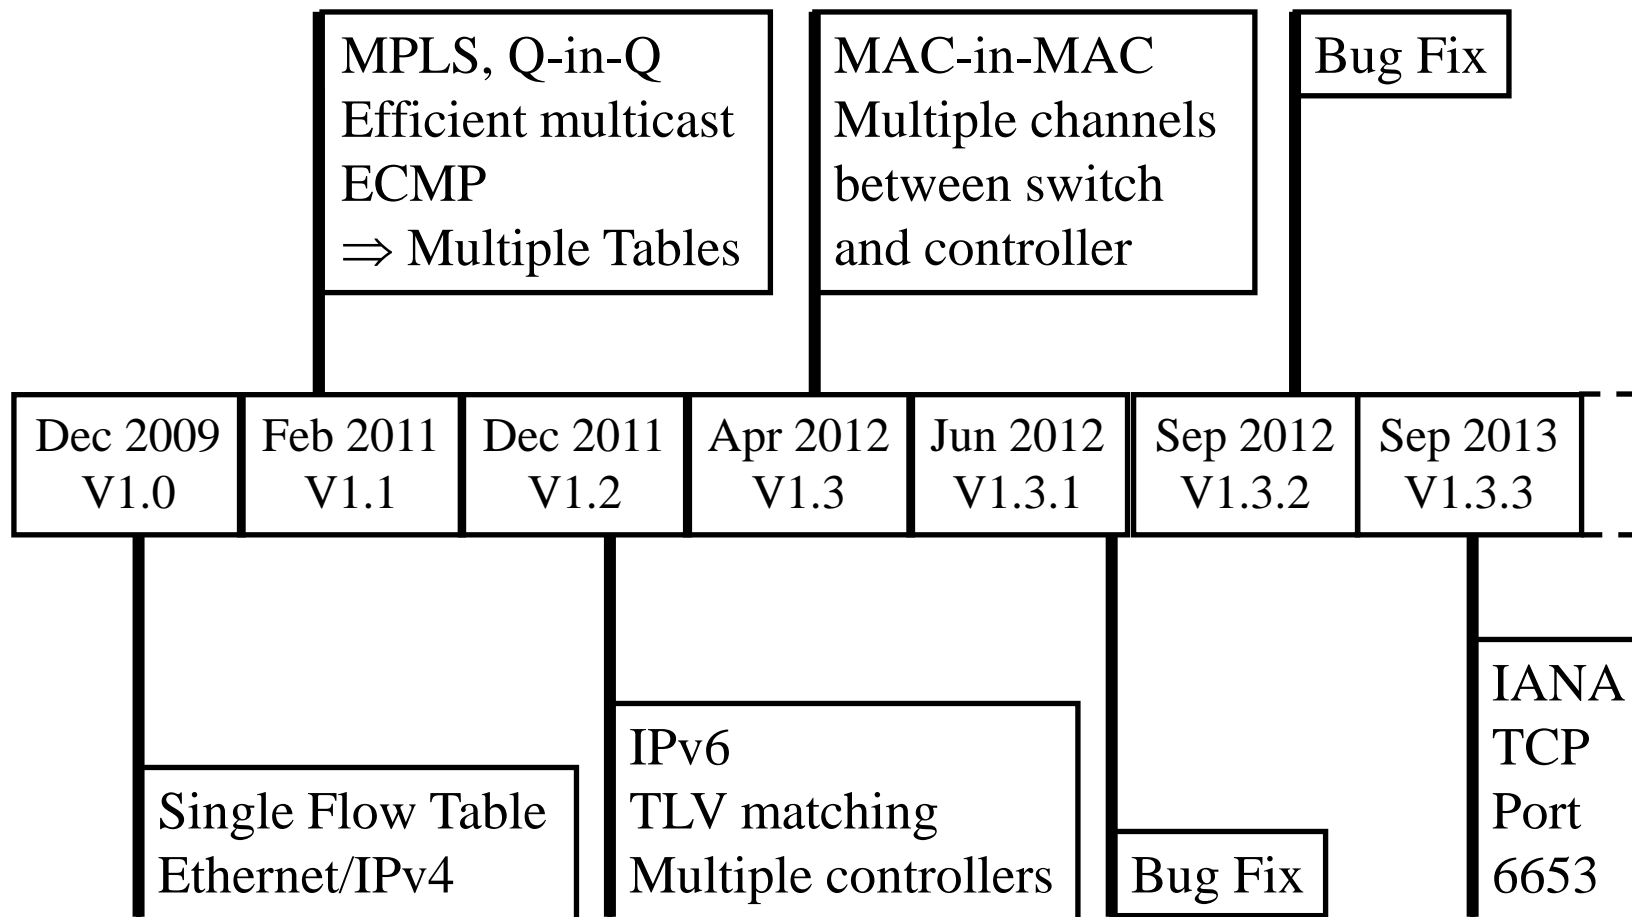 MPLS, Q-in-Q
Efficient multicast
ECMP
⇒ Multiple Tables
MAC-in-MAC
Multiple channels
between switch
and controller
Bug Fix
Dec 2009
V1.0
Feb 2011
V1.1
Dec 2011
V1.2
Apr 2012
V1.3
Jun 2012
V1.3.1
Sep 2012
V1.3.2
Sep 2013
V1.3.3
Single Flow Table
Ethernet/IPv4
IPv6
TLV matching
Multiple controllers
Bug Fix
IANA
TCP
Port
6653